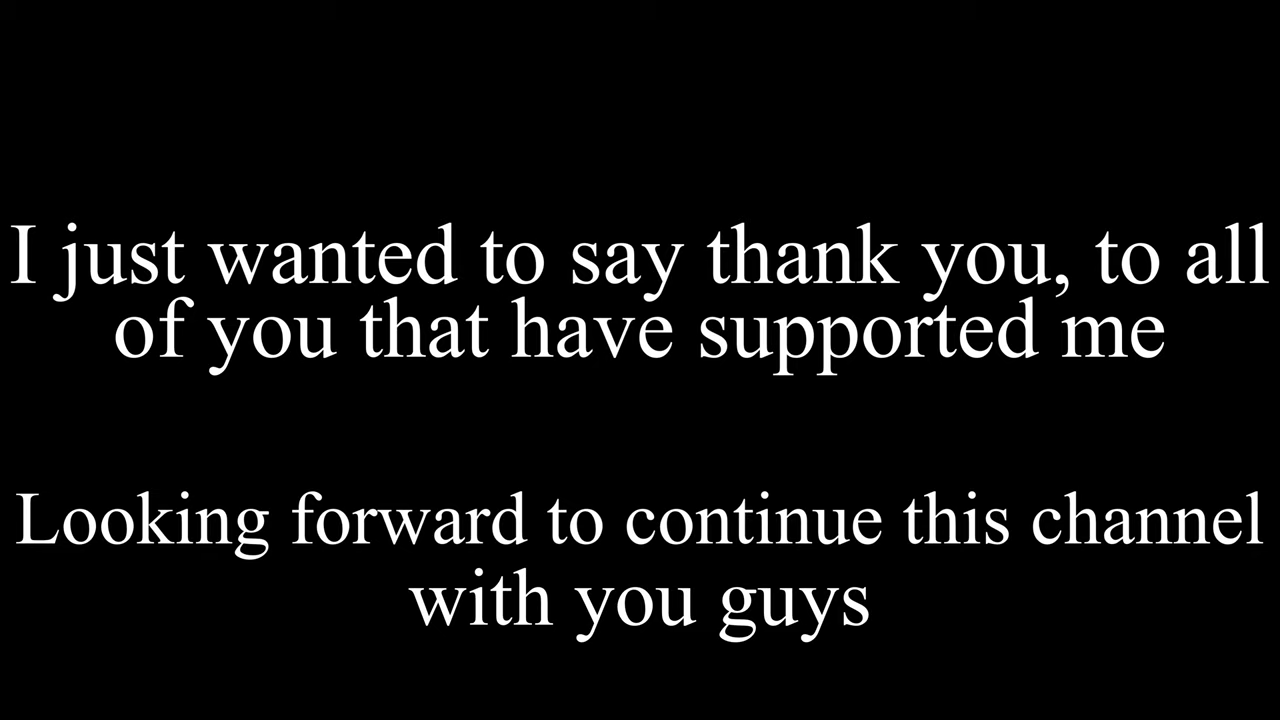 I just wanted to say thank you, to all
of you that have supported me
Looking forward to continue this channel
with you guys